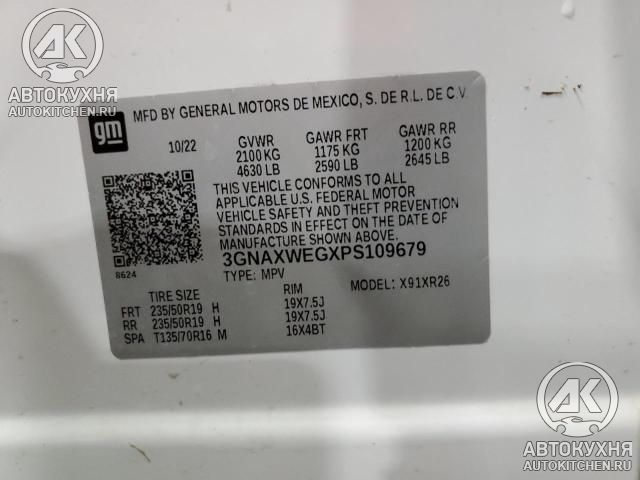 АВТОКУХНЯ
AUTOKITCHEN.RU
gm
MFD BY GENERAL MOTORS DE MEXICO, S. DE R.L. DE C.V.
10/22 GVWR GAWR FRT GAWR RR
2100 KG 1175 KG 1200 KG
4630 LB 2590 LB 2645 LB
THIS VEHICLE CONFORMS TO ALL
APPLICABLE U.S. FEDERAL MOTOR
VEHICLE SAFETY AND THEFT PREVENTION
STANDARDS IN EFFECT ON THE DATE OF
MANUFACTURE SHOWN ABOVE.
3GNAXWEGXPS109679
8624
TYPE: MPV MODEL: X91XR26
TIRE SIZE RIM
FRT 235/50R19 H 19X7.5J
RR 235/50R19 H 19X7.5J
SPA T135/70R16 M 16X4BT
АК
АВТОКУХНЯ
AUTOKITCHEN.RU